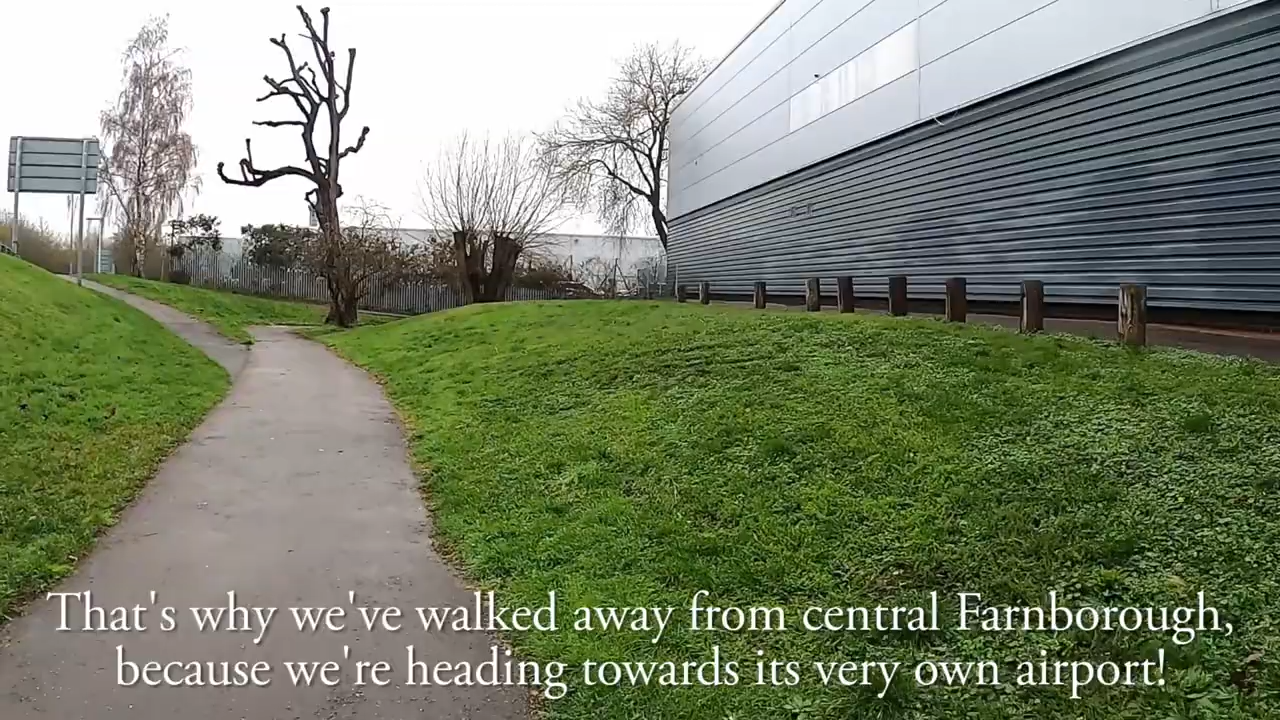 That's why we've walked away from central Farnborough,
because we're heading towards its very own airport!